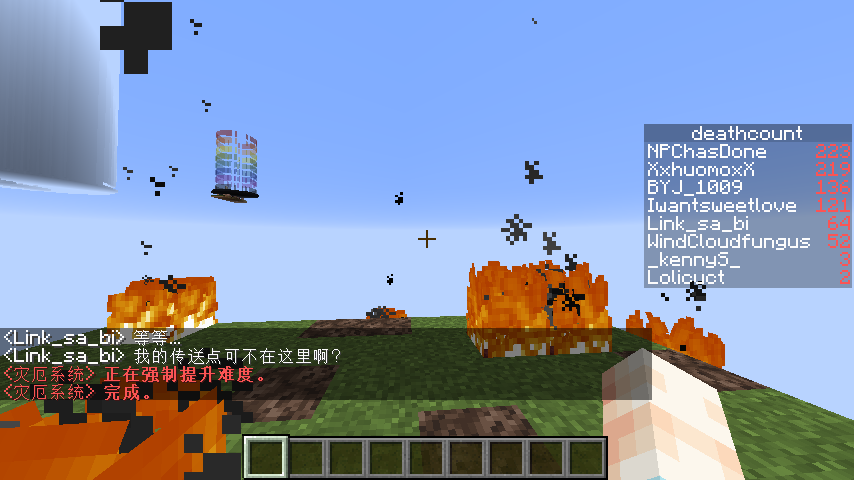 deathcount
NPChasDone 223
XxhuomoxX 219
BYJ_1009 136
Iwantsweetlove 121
Link_sa_bi 64
WindCloudfungus 52
_kennyS_ 3
Lolicyct 2
<Link_sa_bi> 等等…
<Link_sa_bi> 我的传送点可不在这里啊?
<灾厄系统> 正在强制提升难度。
<灾厄系统> 完成。